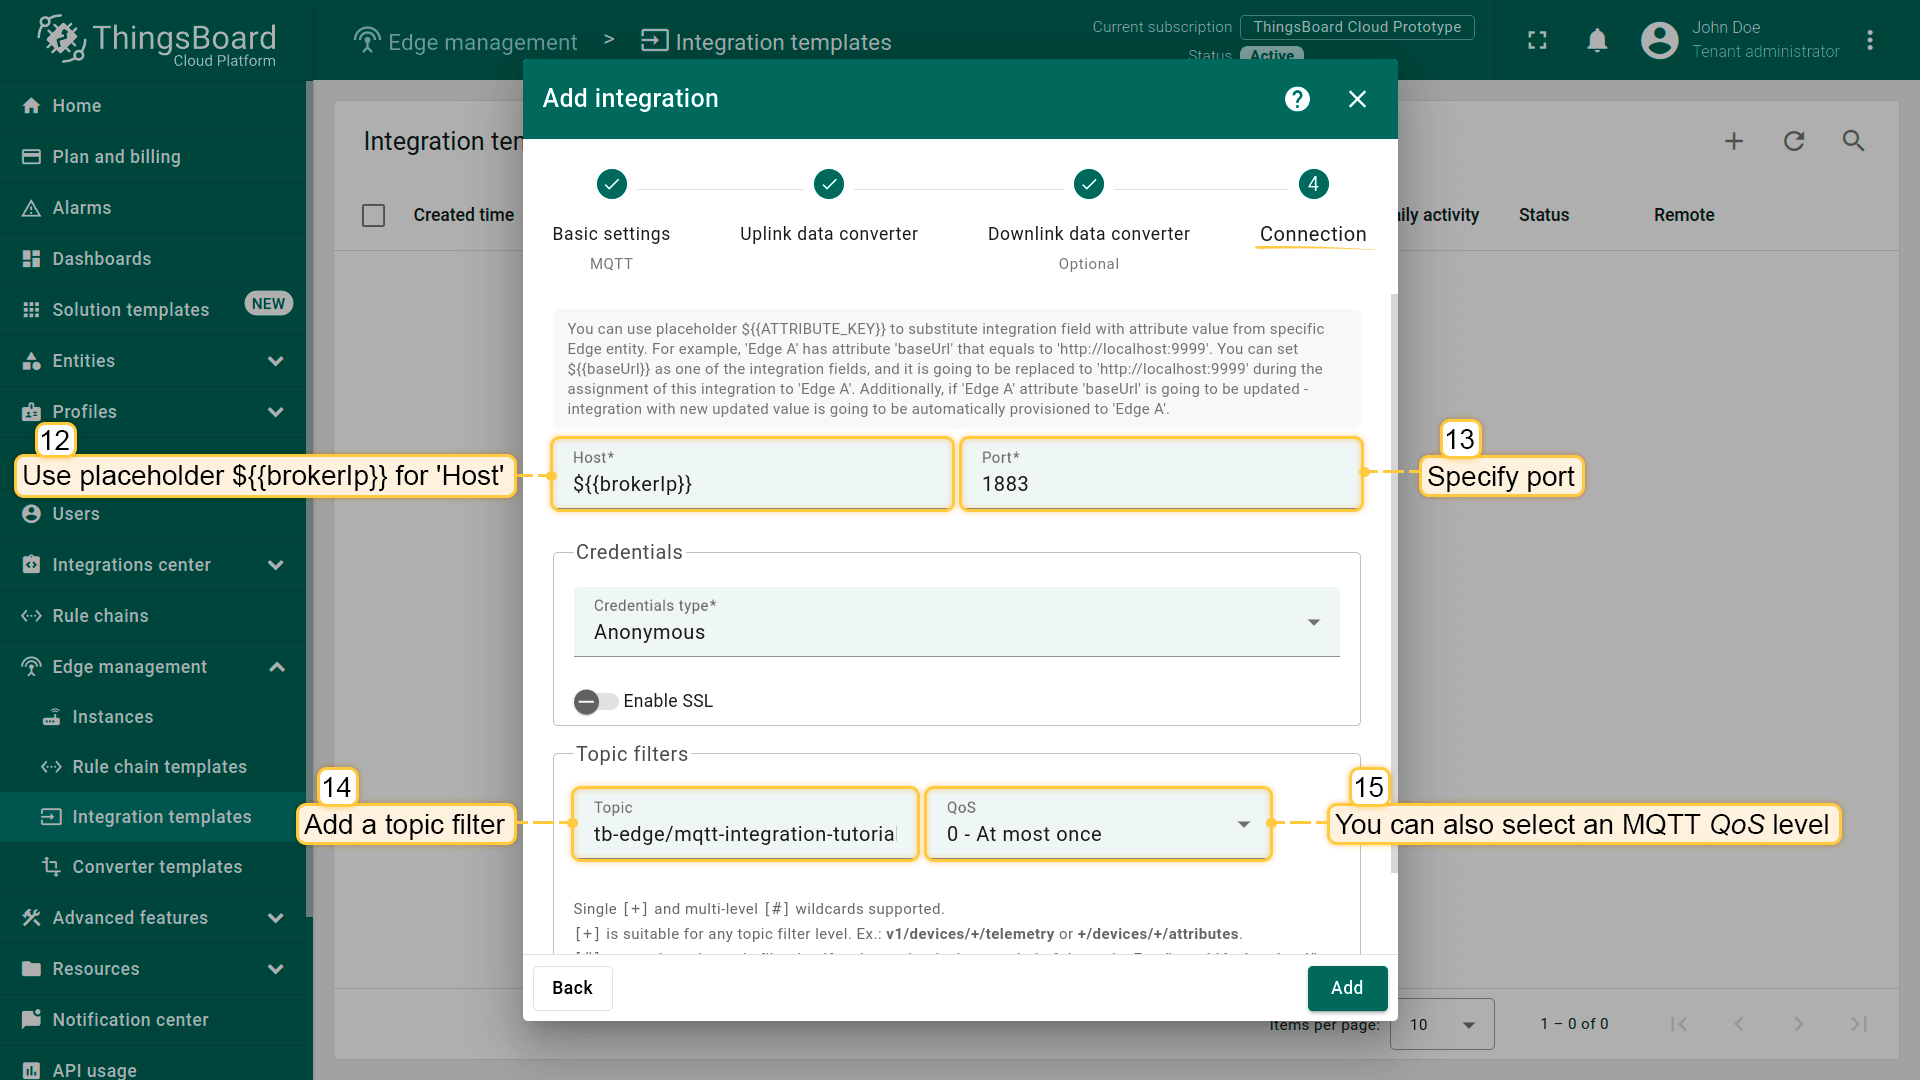 ThingsBoard
Cloud Platform
Edge management > Integration templates
Current subscription ThingsBoard Cloud Prototype
Status Active
John Doe
Tenant administrator
Home
Plan and billing
Alarms
Dashboards
Solution templates NEW
Entities
Profiles
Users
Integrations center
Rule chains
Edge management
Instances
Rule chain templates
Integration templates
Converter templates
Advanced features
Resources
Notification center
API usage
Integration ten
Created time
Status
Remote
Add integration
4
Basic settings
MQTT
Uplink data converter
Downlink data converter
Optional
Connection
You can use placeholder ${{ATTRIBUTE_KEY}} to substitute integration field with attribute value from specific
Edge entity. For example, 'Edge A' has attribute 'baseUrl' that equals to 'http://localhost:9999'. You can set
${{baseUrl}} as one of the integration fields, and it is going to be replaced to 'http://localhost:9999' during the
assignment of this integration to 'Edge A'. Additionally, if 'Edge A' attribute 'baseUrl' is going to be updated -
integration with new updated value is going to be automatically provisioned to 'Edge A'.
12
Use placeholder ${{brokerIp}} for 'Host'
Host*
${{brokerIp}}
Port*
1883
13
Specify port
Credentials
Credentials type*
Anonymous
Enable SSL
Topic filters
14
Add a topic filter
Topic
tb-edge/mqtt-integration-tutorial
QoS
0 - At most once
15
You can also select an MQTT QoS level
Single [+] and multi-level [#] wildcards supported.
[+] is suitable for any topic filter level. Ex.: v1/devices/+/telemetry or +/devices/+/attributes.
Back
Add
Items per page: 10
1 – 0 of 0